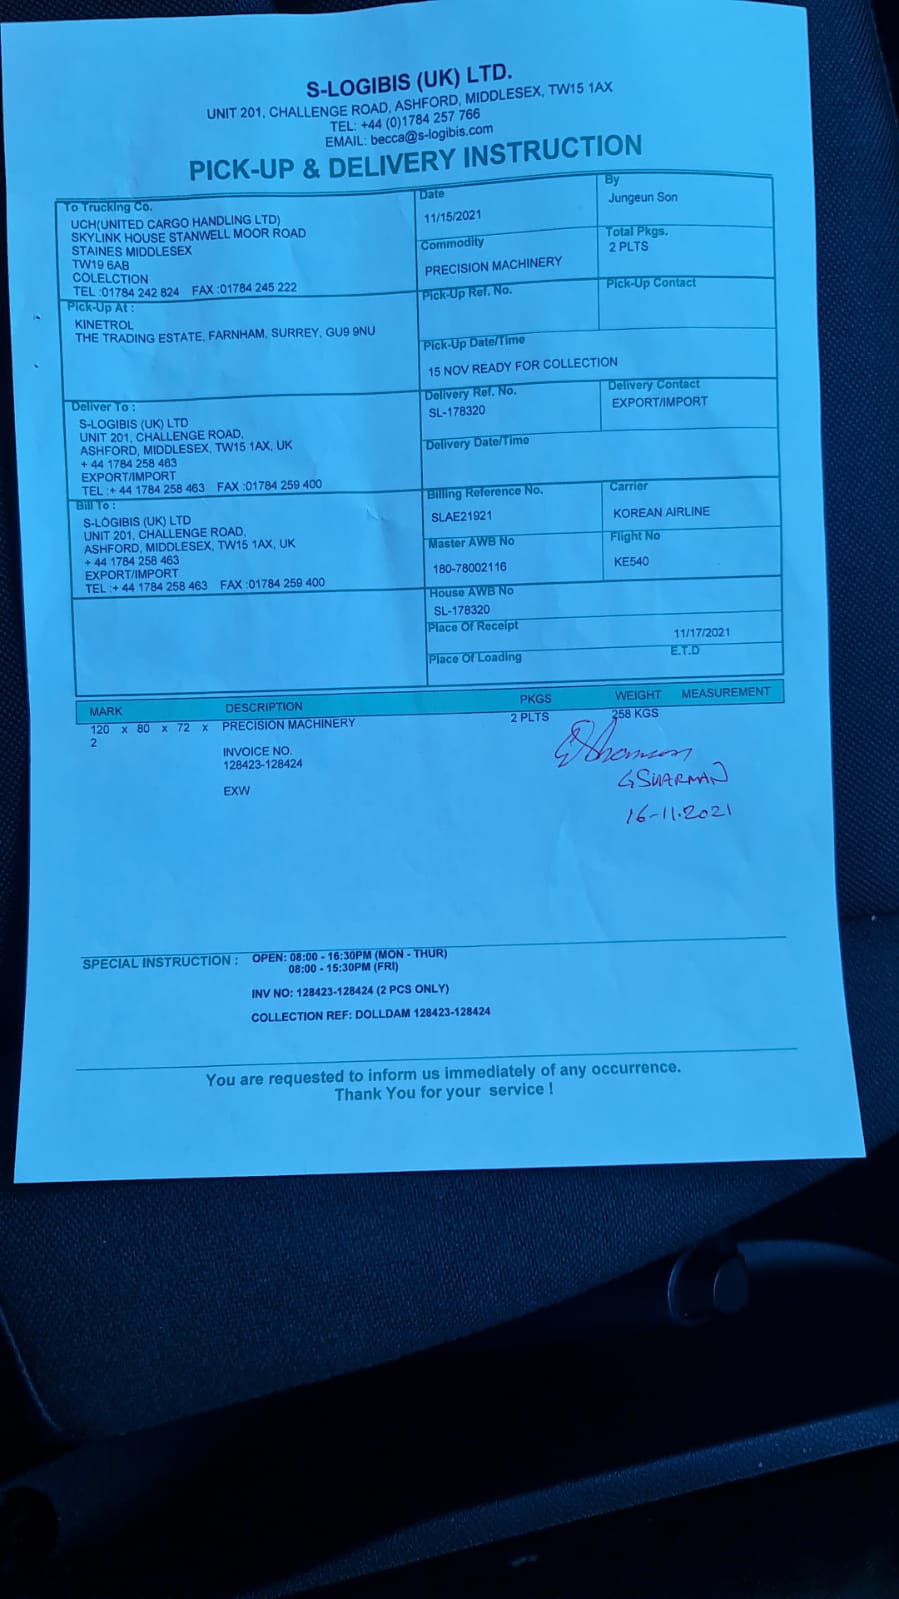 S-LOGIBIS (UK) LTD.
UNIT 201, CHALLENGE ROAD, ASHFORD, MIDDLESEX, TW15 1AX
TEL: +44 (0)1784 257 766
EMAIL: becca@s-logibis.com
PICK-UP & DELIVERY INSTRUCTION
To Trucking Co.
UCH(UNITED CARGO HANDLING LTD)
SKYLINK HOUSE STANWELL MOOR ROAD
STAINES MIDDLESEX
TW19 6AB
COLELCTION
TEL :01784 242 824 FAX :01784 245 222
Date
11/15/2021
By
Jungeun Son
Commodity
PRECISION MACHINERY
Total Pkgs.
2 PLTS
Pick-Up At :
KINETROL
THE TRADING ESTATE, FARNHAM, SURREY, GU9 9NU
Pick-Up Ref. No.
Pick-Up Contact
Pick-Up Date/Time
15 NOV READY FOR COLLECTION
Deliver To :
S-LOGIBIS (UK) LTD
UNIT 201, CHALLENGE ROAD,
ASHFORD, MIDDLESEX, TW15 1AX, UK
+ 44 1784 258 463
EXPORT/IMPORT
TEL :+ 44 1784 258 463 FAX :01784 259 400
Delivery Ref. No.
SL-178320
Delivery Contact
EXPORT/IMPORT
Delivery Date/Time
Bill To :
S-LOGIBIS (UK) LTD
UNIT 201, CHALLENGE ROAD,
ASHFORD, MIDDLESEX, TW15 1AX, UK
+ 44 1784 258 463
EXPORT/IMPORT
TEL :+ 44 1784 258 463 FAX :01784 259 400
Billing Reference No.
SLAE21921
Carrier
KOREAN AIRLINE
Master AWB No
180-78002116
Flight No
KE540
House AWB No
SL-178320
Place Of Receipt
11/17/2021
Place Of Loading
E.T.D
MARK DESCRIPTION PKGS WEIGHT MEASUREMENT
120 x 80 x 72 x PRECISION MACHINERY 2 PLTS 258 KGS
2
INVOICE NO.
128423-128424
EXW
G SHARMAN
16-11.2021
SPECIAL INSTRUCTION : OPEN: 08:00 - 16:30PM (MON - THUR)
08:00 - 15:30PM (FRI)
INV NO: 128423-128424 (2 PCS ONLY)
COLLECTION REF: DOLLDAM 128423-128424
You are requested to inform us immediately of any occurrence.
Thank You for your service !